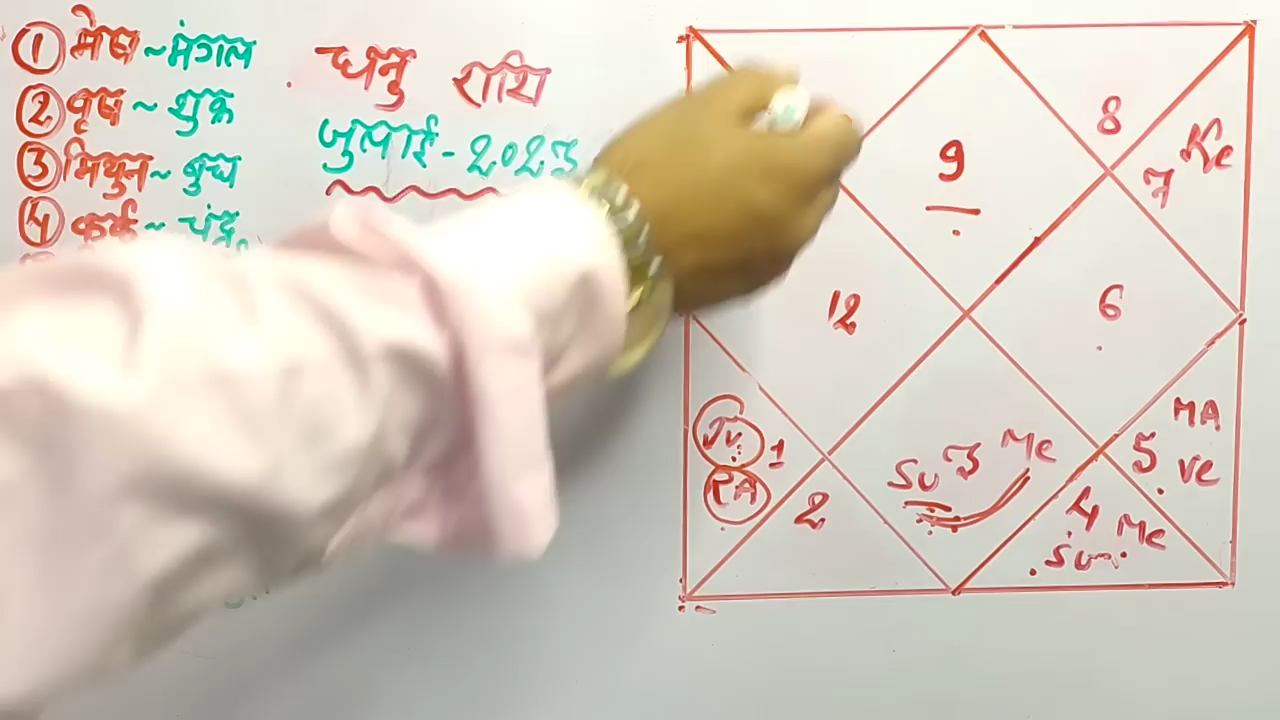 ① मेष ~ मंगल
② वृष ~ शुक्र
③ मिथुन ~ बुध
④ कर्क ~ चंद्र
धनु राशि
जुलाई - 2023
9
8
7 Ke
12
6
Ju 1
RA
2
Su 3 Me
4 Me
Su
5 MA
Ve